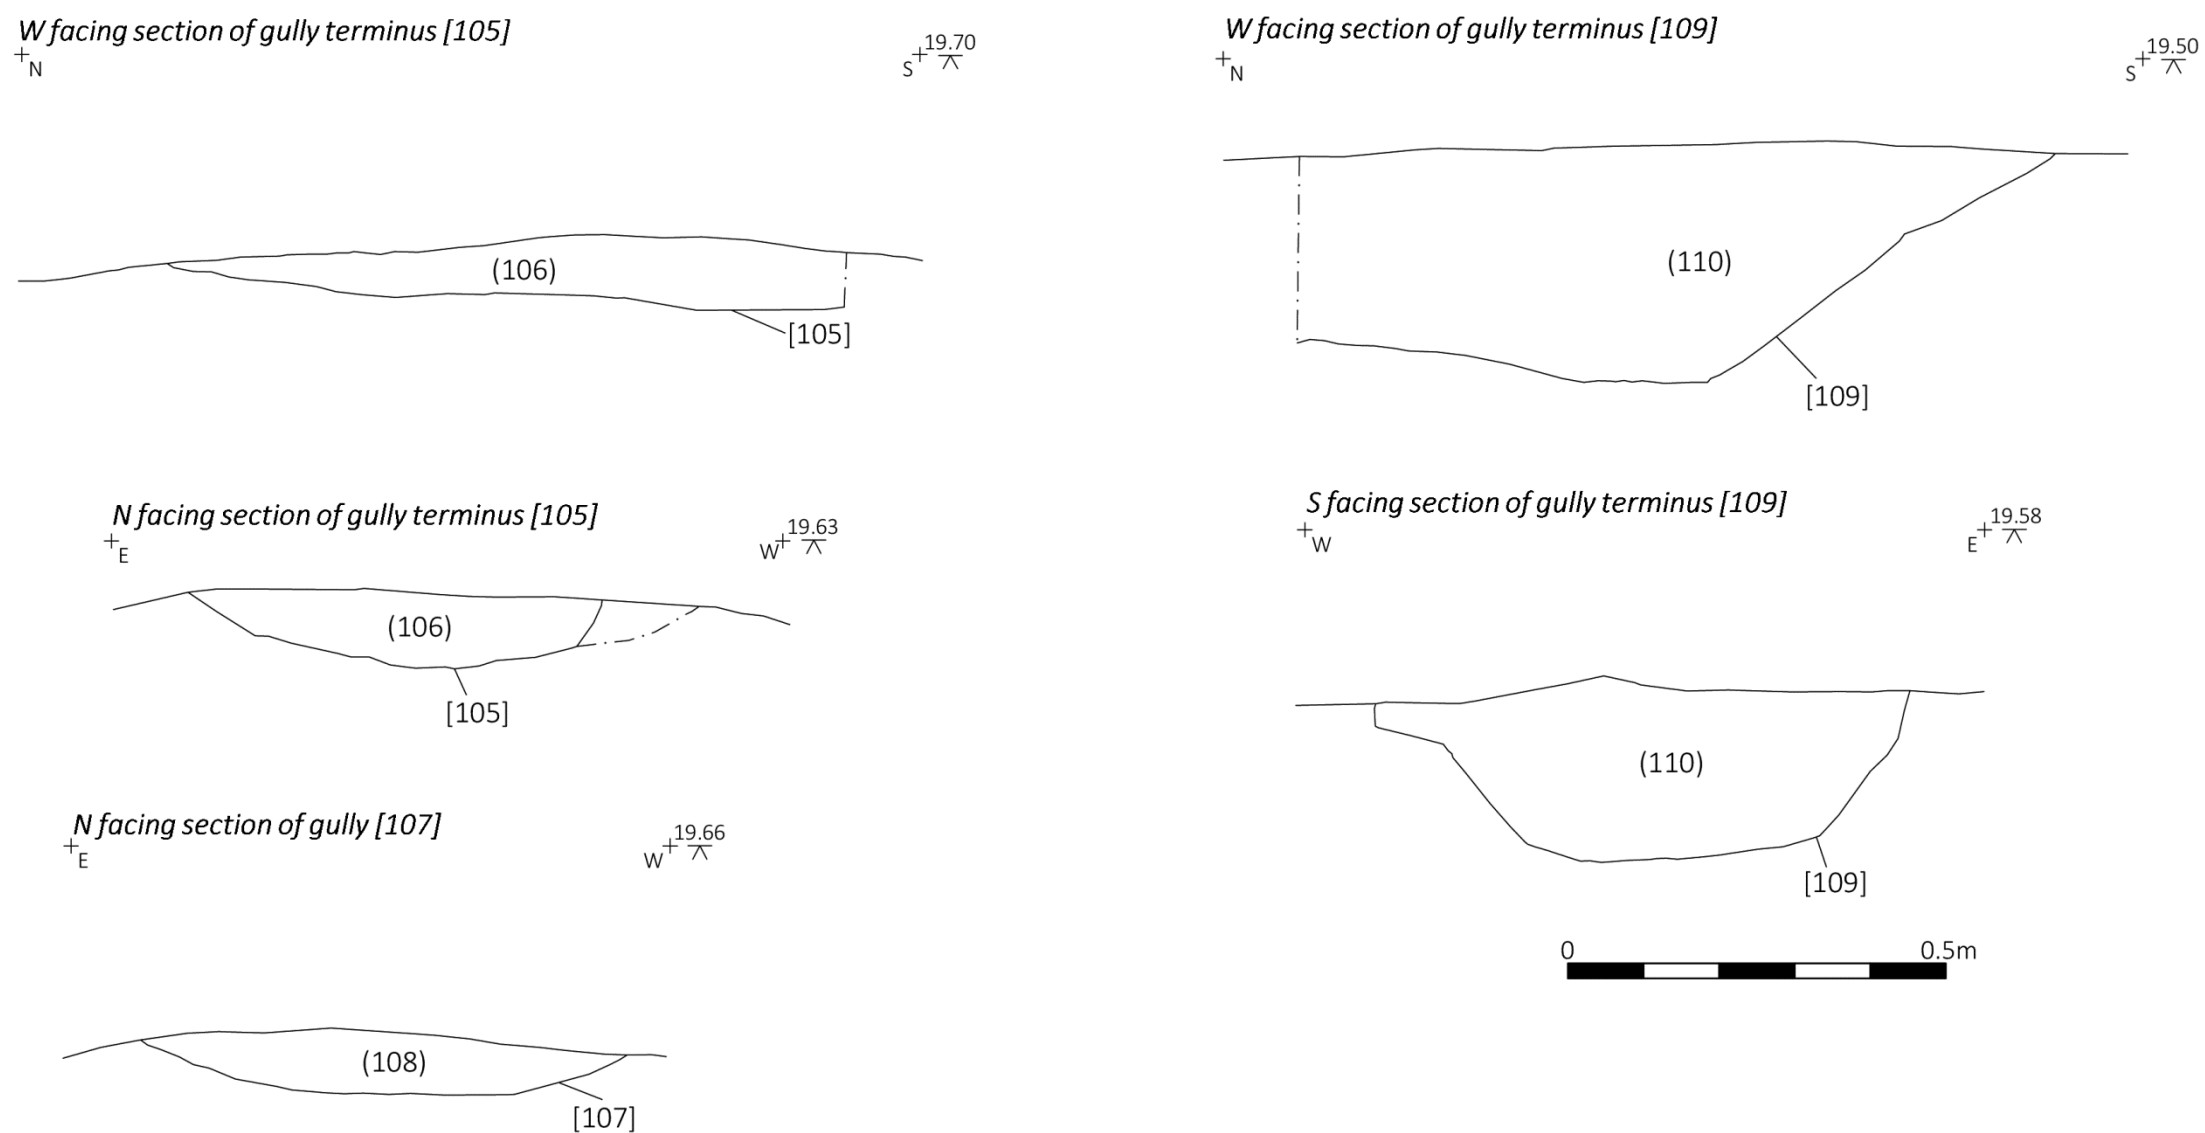 W facing section of gully terminus [105]
N
S 19.70
(106)
[105]
N facing section of gully terminus [105]
E
W 19.63
(106)
[105]
N facing section of gully [107]
E
W 19.66
(108)
[107]
W facing section of gully terminus [109]
N
S 19.50
(110)
[109]
S facing section of gully terminus [109]
W
E 19.58
(110)
[109]
0 0.5m